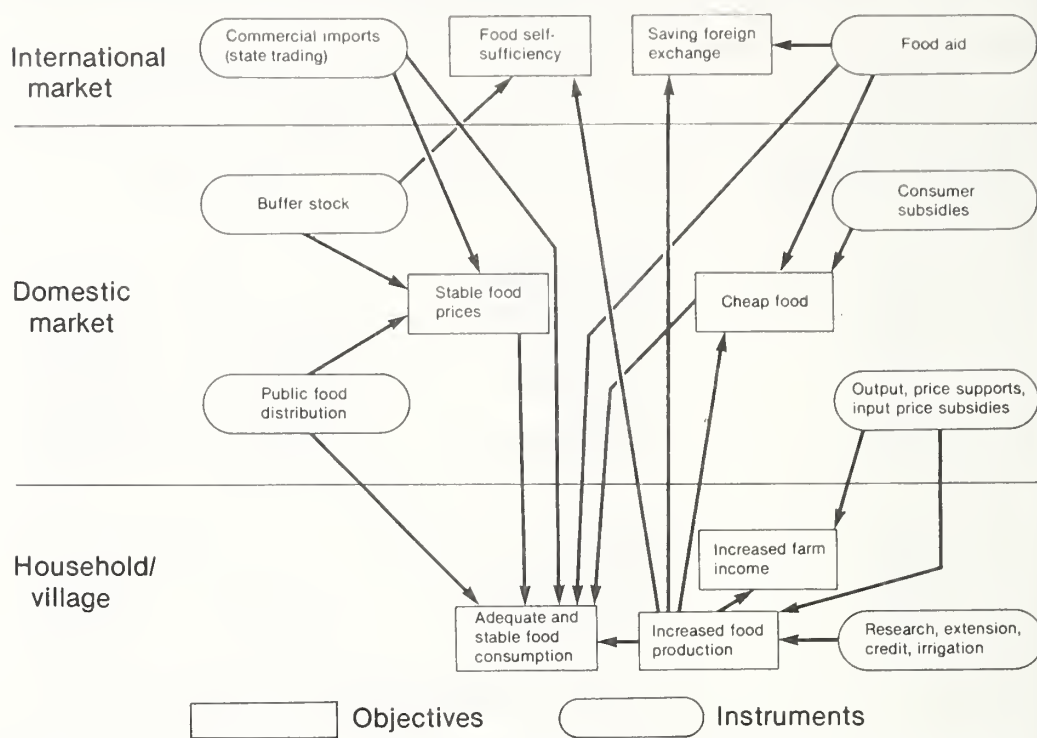 International
market
Commercial imports
(state trading)
Food self-
sufficiency
Saving foreign
exchange
Food aid
Domestic
market
Buffer stock
Consumer
subsidies
Stable food
prices
Cheap food
Public food
distribution
Output, price supports,
input price subsidies
Household/
village
Increased farm
income
Adequate and
stable food
consumption
Increased food
production
Research, extension,
credit, irrigation
Objectives
Instruments